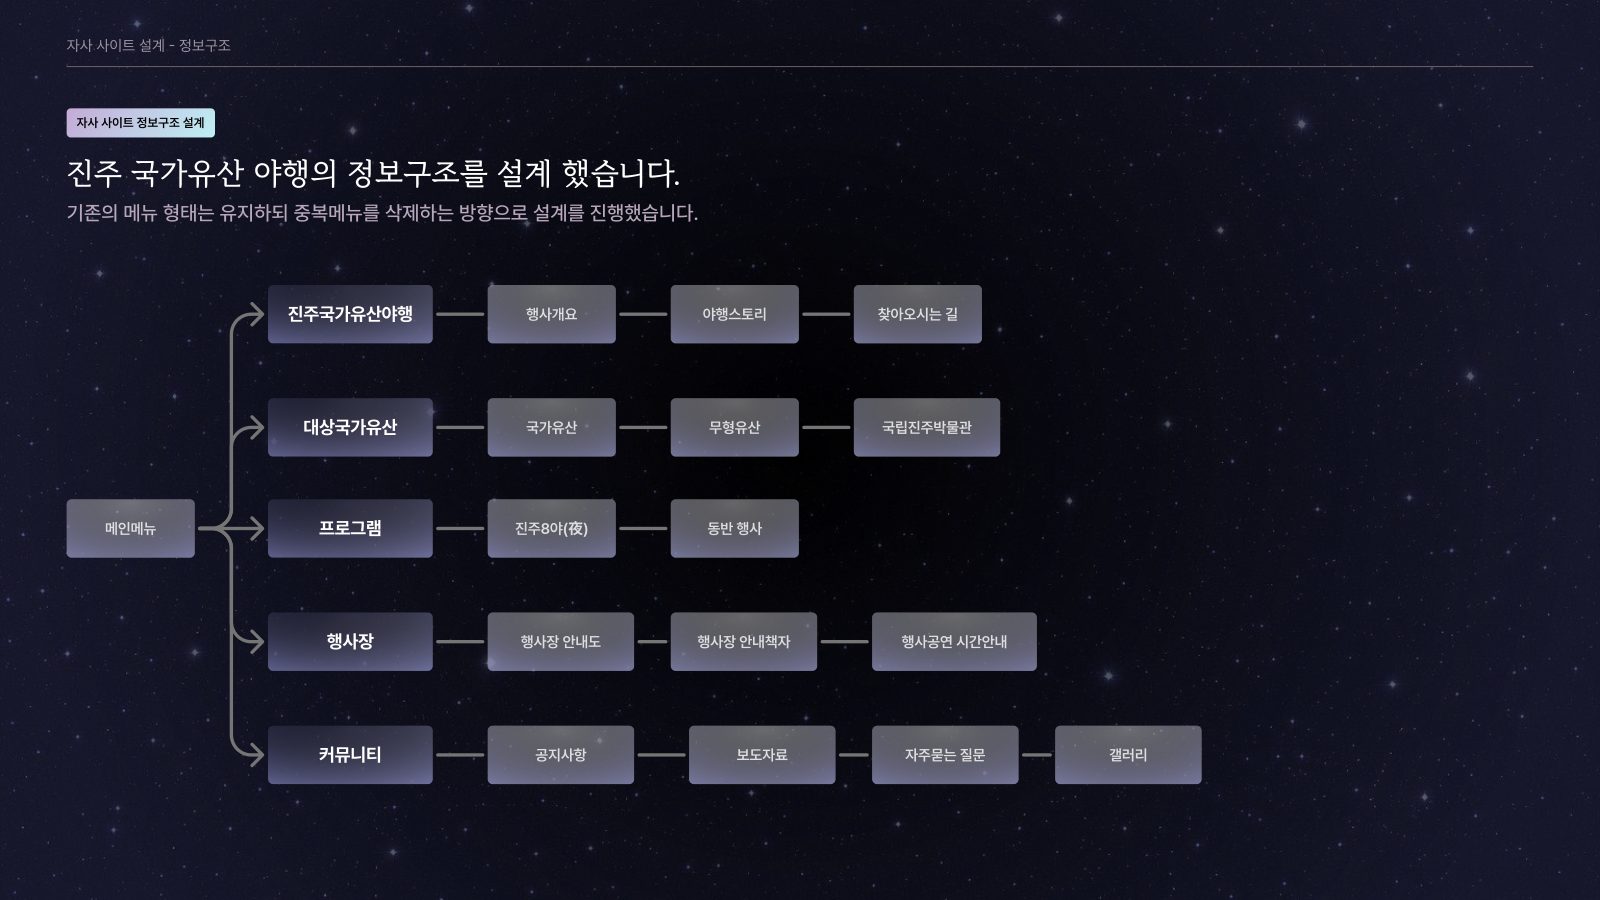 자사 사이트 설계 - 정보구조
자사 사이트 정보구조 설계
진주 국가유산 야행의 정보구조를 설계 했습니다.
기존의 메뉴 형태는 유지하되 중복메뉴를 삭제하는 방향으로 설계를 진행했습니다.
진주국가유산야행
행사개요
야행스토리
찾아오시는 길
대상국가유산
국가유산
무형유산
국립진주박물관
메인메뉴
프로그램
진주8야(夜)
동반 행사
행사장
행사장 안내도
행사장 안내책자
행사공연 시간안내
커뮤니티
공지사항
보도자료
자주묻는 질문
갤러리